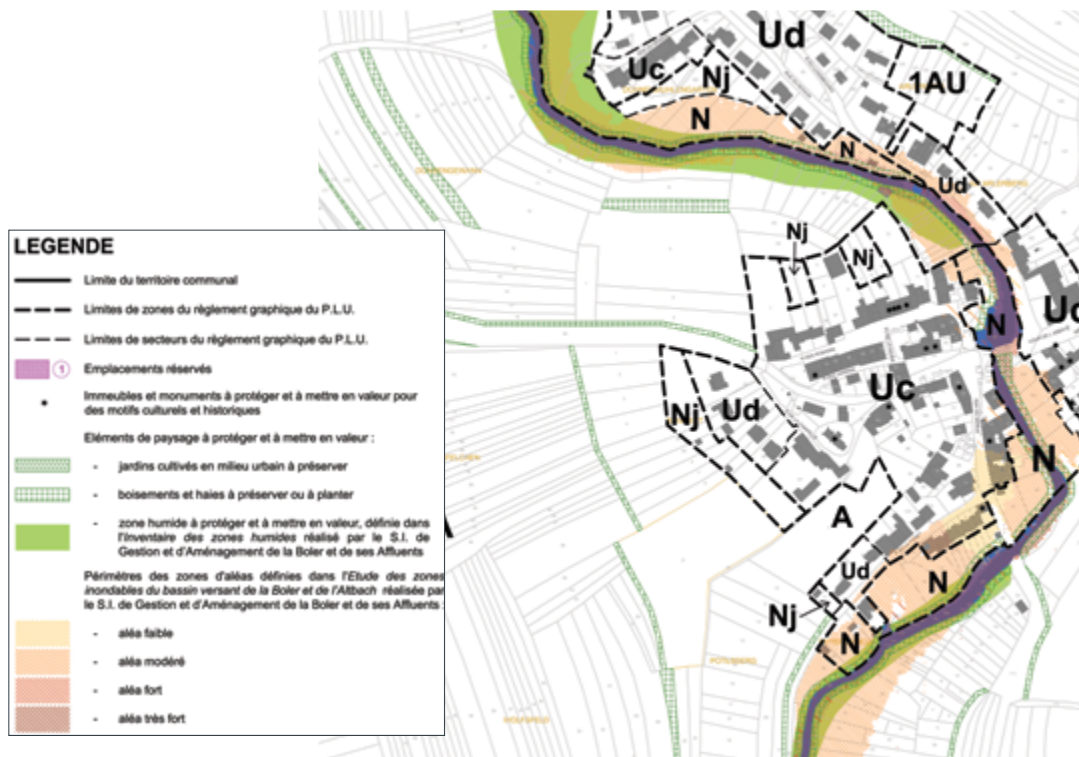 LEGENDE
Limite du territoire communal
Limites de zones du règlement graphique du P.L.U.
Limites de secteurs du règlement graphique du P.L.U.
1 Emplacements réservés
Immeubles et monuments à protéger et à mettre en valeur pour
des motifs culturels et historiques
Eléments de paysage à protéger et à mettre en valeur :
- jardins cultivés en milieu urbain à préserver
- boisements et haies à préserver ou à planter
- zone humide à protéger et à mettre en valeur, définie dans
l'Inventaire des zones humides réalisé par le S.I. de
Gestion et d'Aménagement de la Boler et de ses Affluents
Périmètres des zones d'aléas définies dans l'Etude des zones
inondables du bassin versant de la Boler et de l'Altbach réalisée par
le S.I. de Gestion et d'Aménagement de la Boler et de ses Affluents :
- aléa faible
- aléa modéré
- aléa fort
- aléa très fort
Ud
Uc
Nj
1AU
N
N
Ud
Nj
Nj
N
Uc
Nj
Ud
N
A
Ud
N
Nj
N